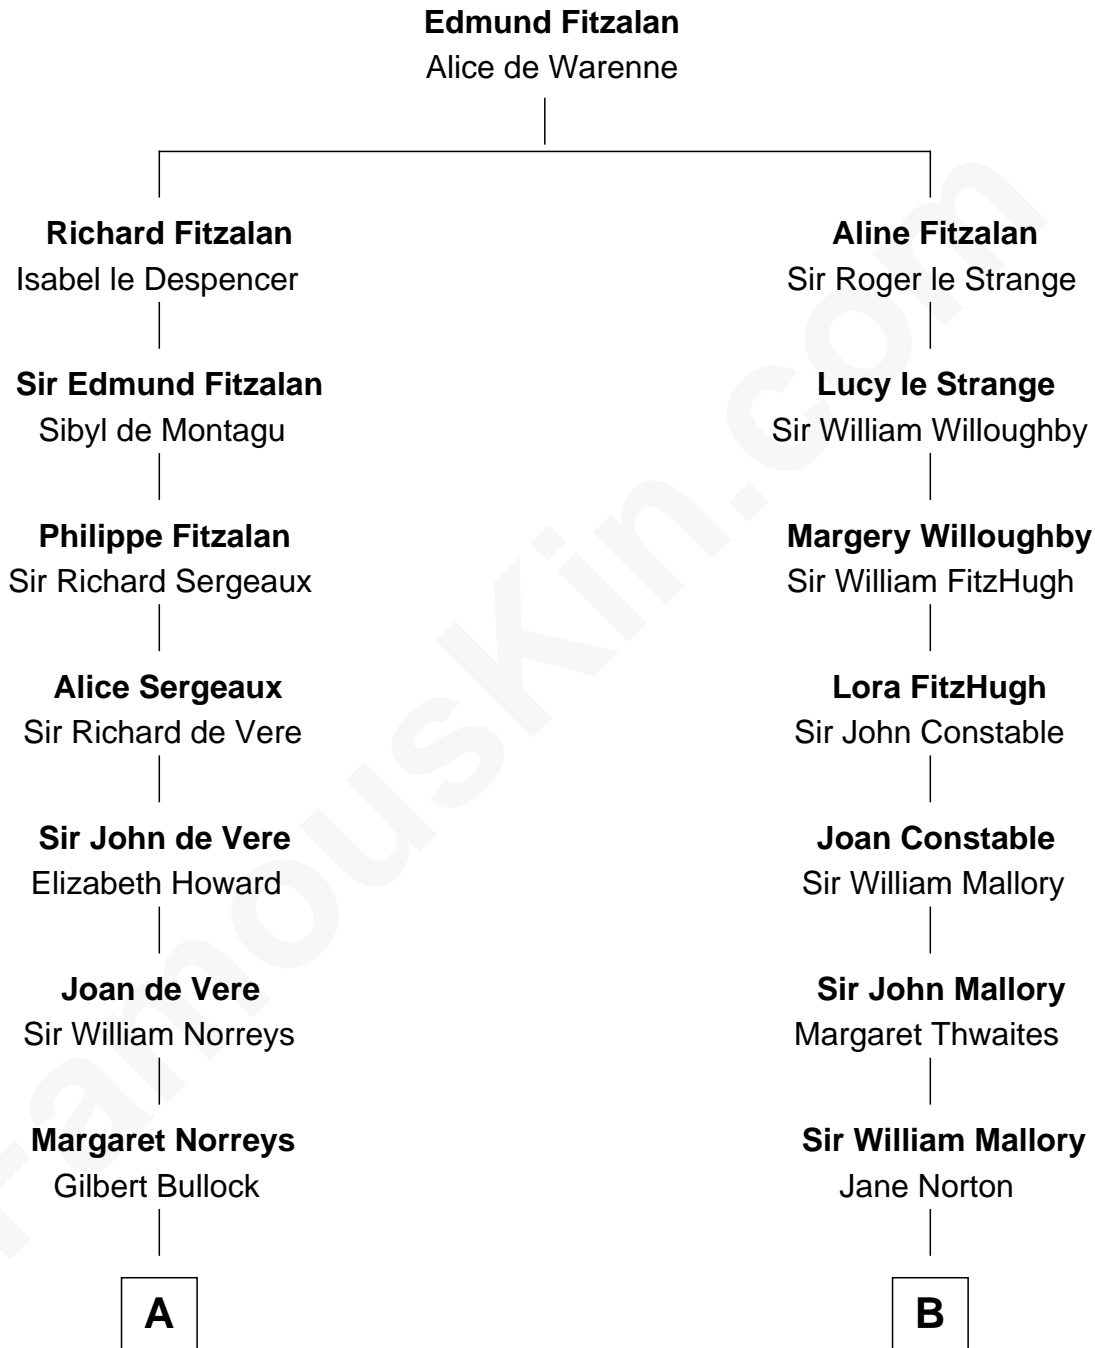 Edmund Fitzalan
Alice de Warenne
Richard Fitzalan
Isabel le Despencer
Sir Edmund Fitzalan
Sibyl de Montagu
Philippe Fitzalan
Sir Richard Sergeaux
Alice Sergeaux
Sir Richard de Vere
Sir John de Vere
Elizabeth Howard
Joan de Vere
Sir William Norreys
Margaret Norreys
Gilbert Bullock
A
Aline Fitzalan
Sir Roger le Strange
Lucy le Strange
Sir William Willoughby
Margery Willoughby
Sir William FitzHugh
Lora FitzHugh
Sir John Constable
Joan Constable
Sir William Mallory
Sir John Mallory
Margaret Thwaites
Sir William Mallory
Jane Norton
B
FamousKin.com